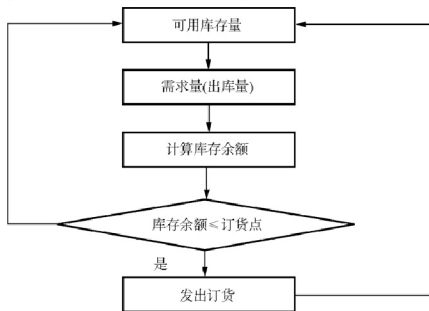 可用库存量
需求量(出库量)
计算库存余额
库存余额≤订货点
是
发出订货